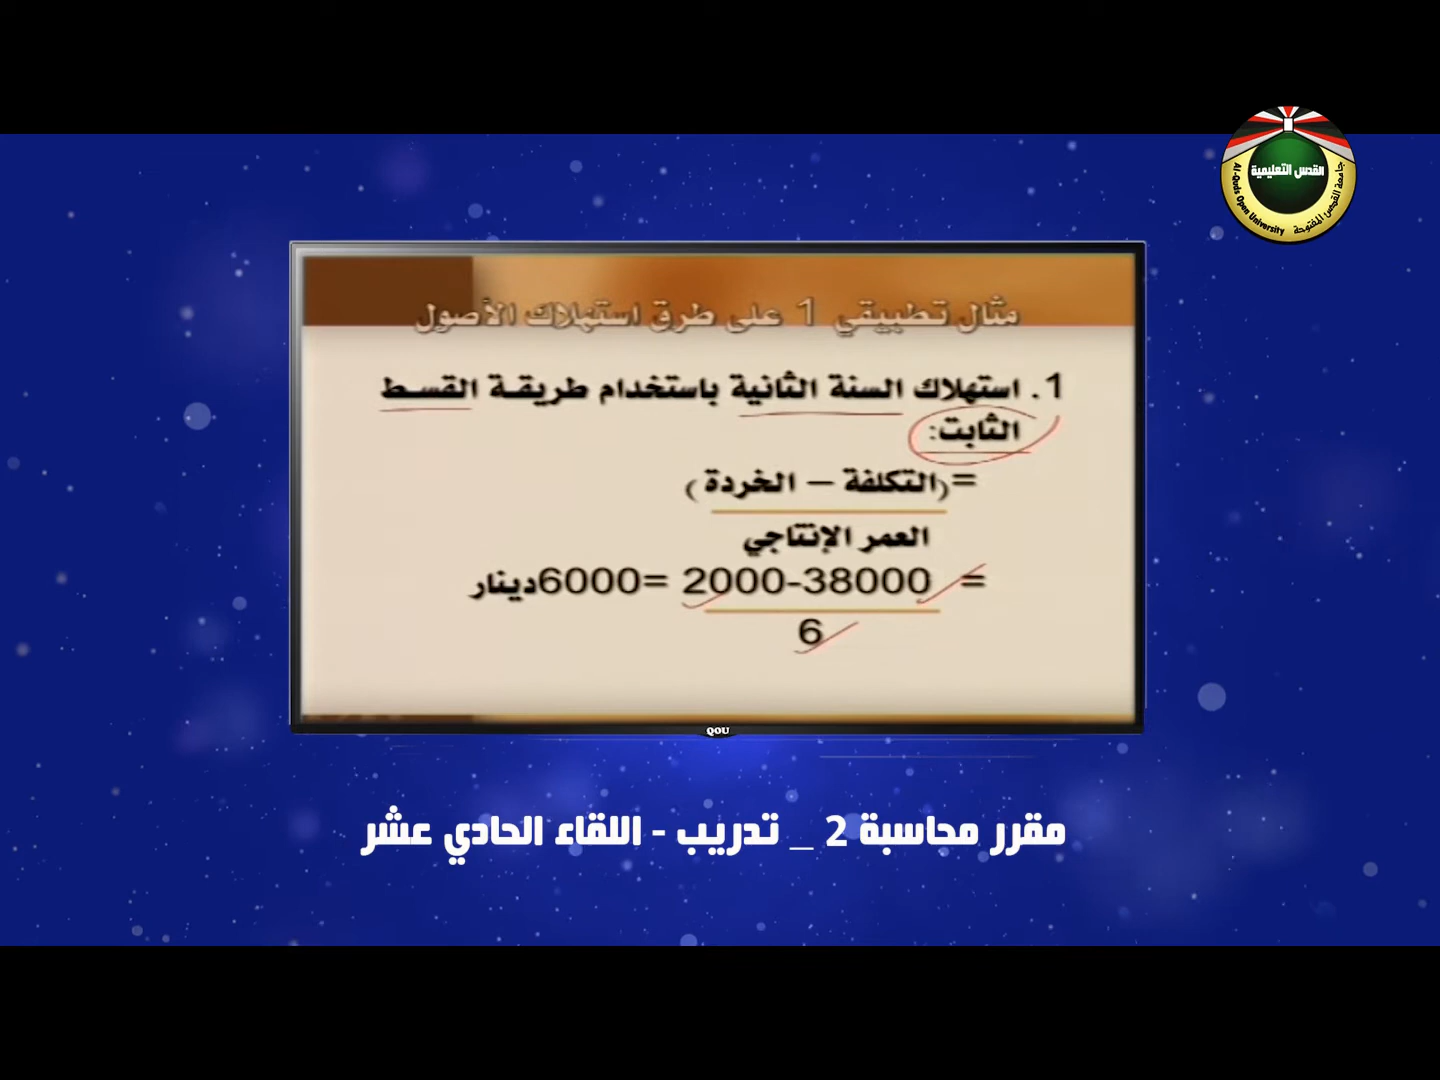 القدس التعليمية
جامعة القدس المفتوحة
Al-Quds Open University
مثال تطبيقي 1 على طرق استهلاك الأصول
1. استهلاك السنة الثانية باستخدام طريقة القسط
الثابت:
=(التكلفة – الخردة)
العمر الإنتاجي
= 38000-2000 =6000دينار
6
QOU
مقرر محاسبة 2 _ تدريب - اللقاء الحادي عشر